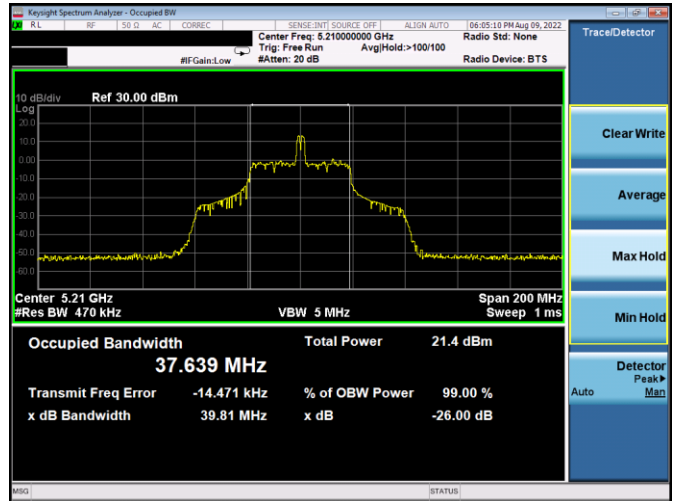 Keysight Spectrum Analyzer - Occupied BW
RL RF 50 Ω AC CORREC SENSE:INT SOURCE OFF ALIGN AUTO 06:05:10 PM Aug 09, 2022
Center Freq: 5.210000000 GHz Radio Std: None
Trig: Free Run Avg|Hold:>100/100
#IFGain:Low #Atten: 20 dB Radio Device: BTS
Trace/Detector
10 dB/div Ref 30.00 dBm
Log
20.0
10.0
0.00
-10.0
-20.0
-30.0
-40.0
-50.0
-60.0
Center 5.21 GHz Span 200 MHz
#Res BW 470 kHz VBW 5 MHz Sweep 1 ms
Occupied Bandwidth Total Power 21.4 dBm
37.639 MHz
Transmit Freq Error -14.471 kHz % of OBW Power 99.00 %
x dB Bandwidth 39.81 MHz x dB -26.00 dB
Clear Write
Average
Max Hold
Min Hold
Detector
Peak▶
Auto Man
MSG STATUS